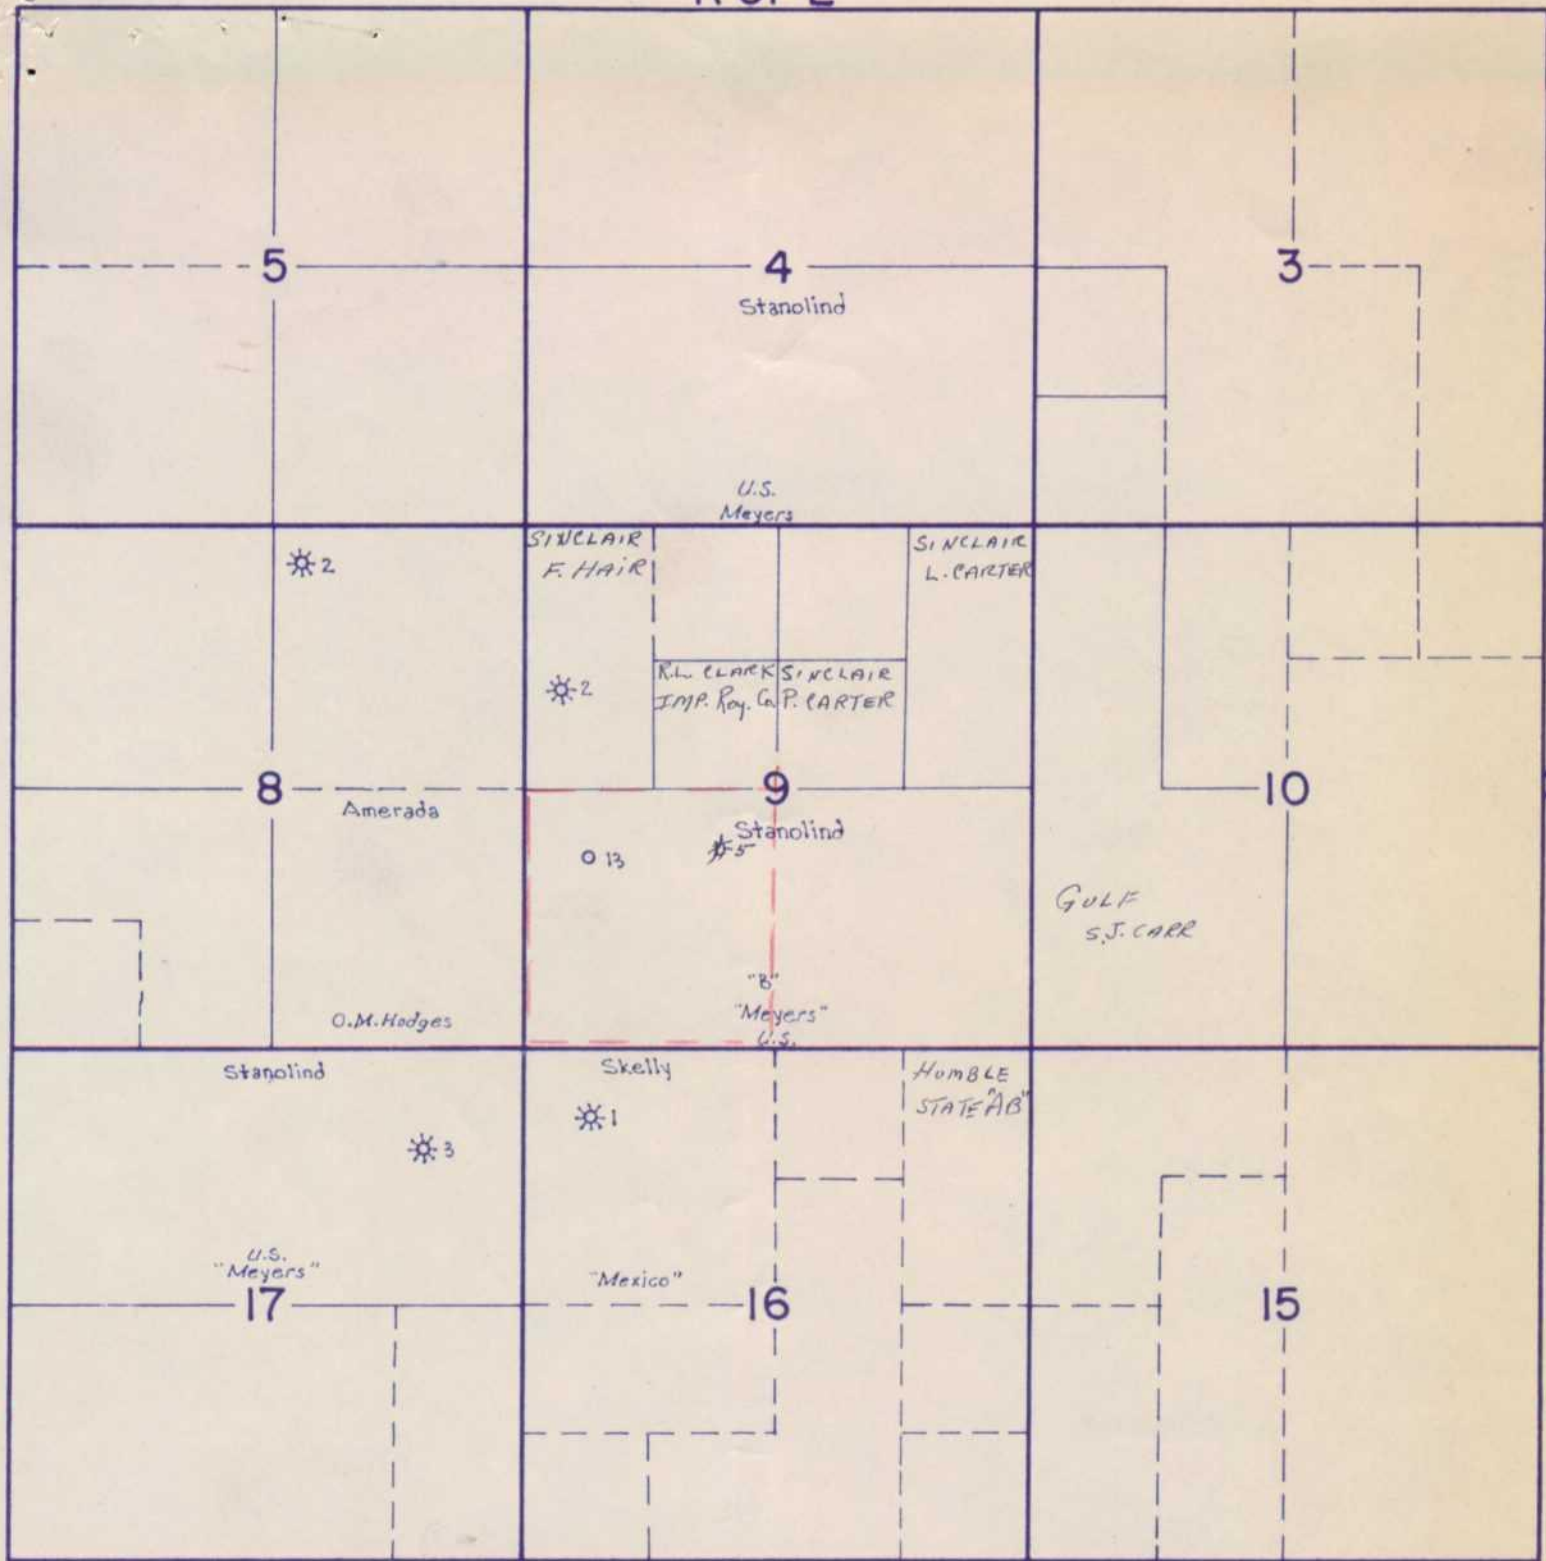 5
4
3
Stanolind
U.S.
Meyers
2
SINCLAIR
F. HAIR
SINCLAIR
L. CARTER
2
R.L. CLARK
IMP. Roy. Co
SINCLAIR
P. CARTER
8
9
10
Amerada
Stanolind
13
5
GULF
S.J. CARR
"B"
"Meyers"
U.S.
O.M. Hodges
Stanolind
Skelly
HUMBLE
STATE "AB"
1
3
U.S.
"Meyers"
"Mexico"
17
16
15